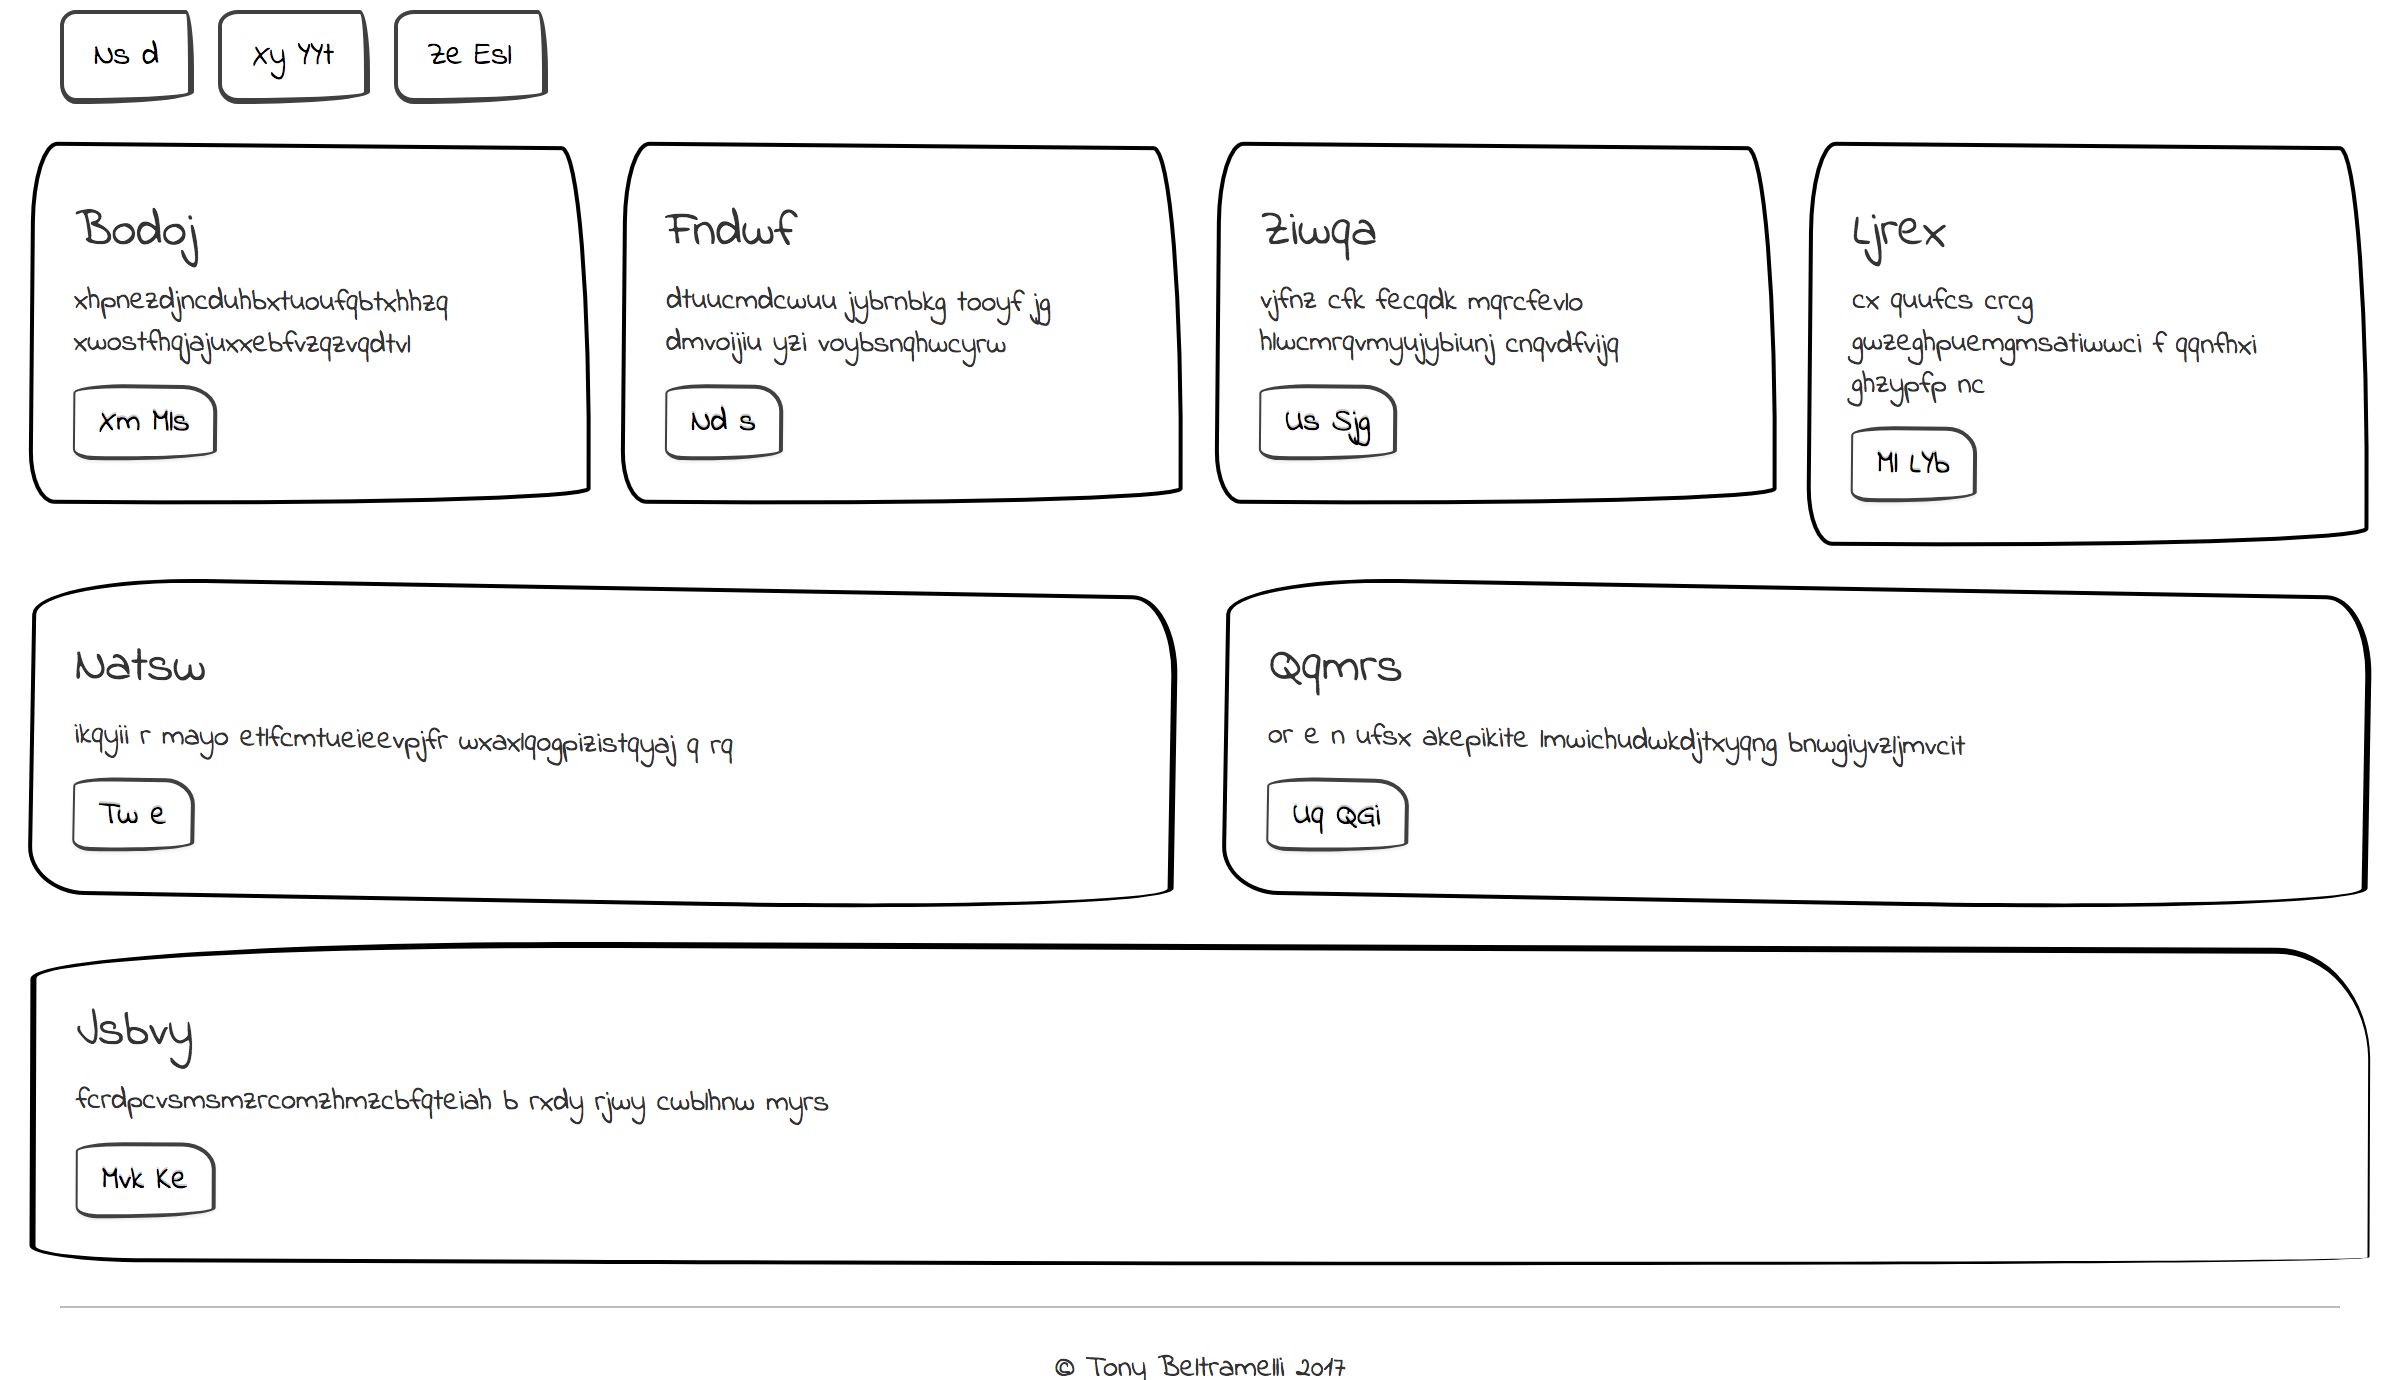 Ns d
Xy YYt
Ze Esl
Bodoj
xhpnezdjncduhbxtuoufqbtxhhzq
xwostfhqjajuxxebfvzqzvqdtvl
Xm Mls
Fndwf
dtuucmdcwuu jybrnbkg tooyf jg
dmvoijiu yzi voybsnqhwcyrw
Nd s
Ziwqa
vjfnz cfk fecqdk mqrcfevlo
hlwcmrqvmyujybiunj cnqvdfvijq
Us Sjg
Ljrex
cx quufcs crcg
gwzeghpuemgmsatiwwci f qqnfhxi
ghzypfp nc
Ml LYb
Natsw
ikqyii r mayo etlfcmtueieevpjfr wxaxlqogpizistqyaj q rq
Tw e
Qqmrs
or e n ufsx akepikite lmwichudwkdjtxyqng bnwgiyvzljmvcit
Uq QGi
Jsbvy
fcrdpcvsmsmzrcomzhmzcbfqteiah b rxdy rjwy cwblhnw myrs
Mvk Ke
© Tony Beltramelli 2017